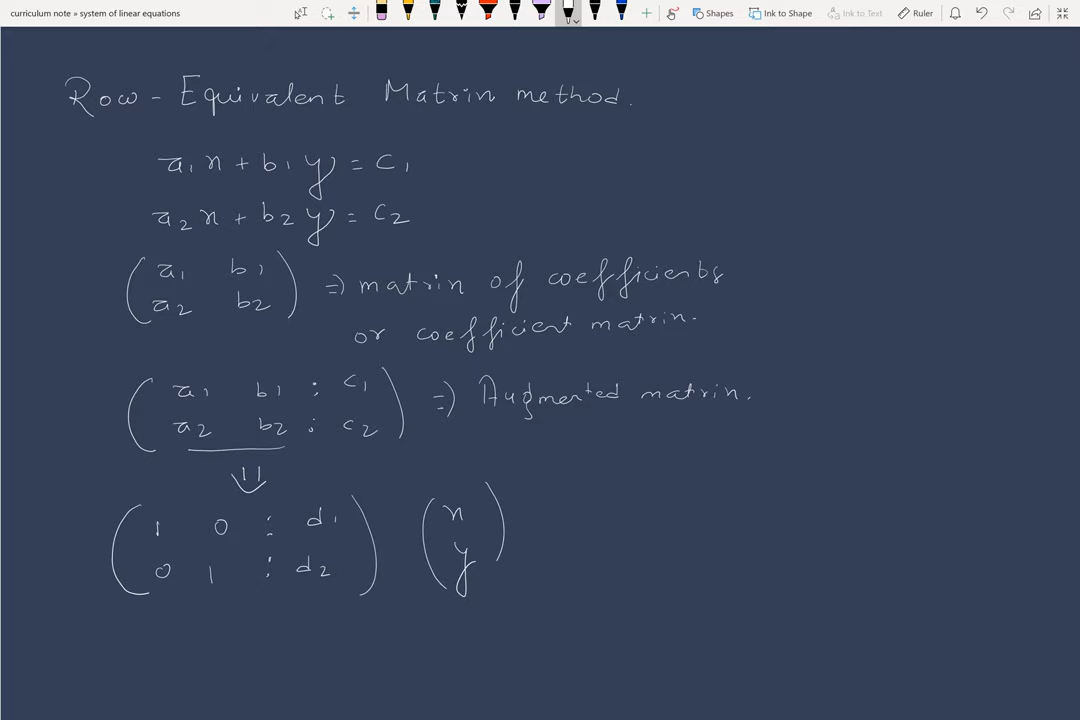 curriculum note » system of linear equations
Shapes Ink to Shape Ink to Text Ruler
Row - Equivalent Matrix method.
a1 x + b1 y = c1
a2 x + b2 y = c2
( a1 b1 ) => matrix of coefficients
( a2 b2 ) or coefficient matrix.
( a1 b1 : c1 ) => Augmented matrix.
( a2 b2 : c2 )
( 1 0 : d1 ) ( x )
( 0 1 : d2 ) ( y )